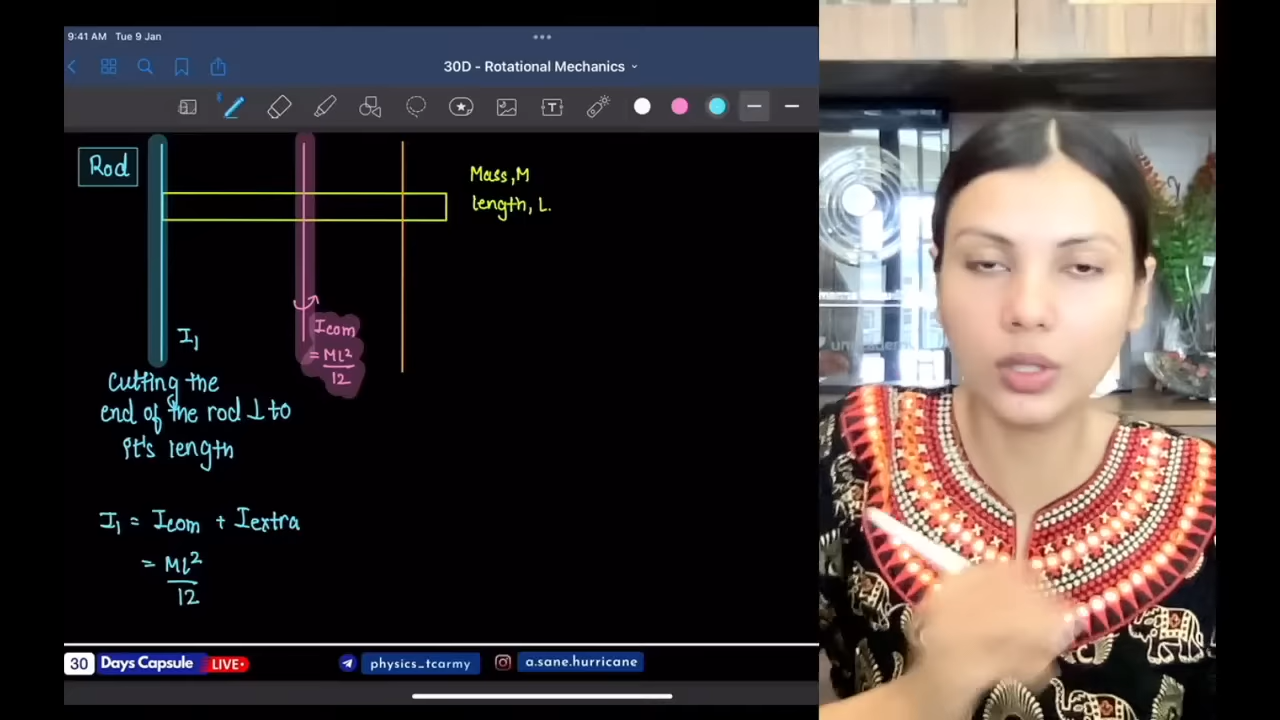 9:41 AM Tue 9 Jan
30D - Rotational Mechanics
Rod
Mass, M
length, L.
I₁
Icom
= Ml²
12
Cutting the
end of the rod ⊥ to
it's length
I₁ = Icom + Iextra
= Ml²
12
30 Days Capsule LIVE
physics_tcarmy
a.sane.hurricane